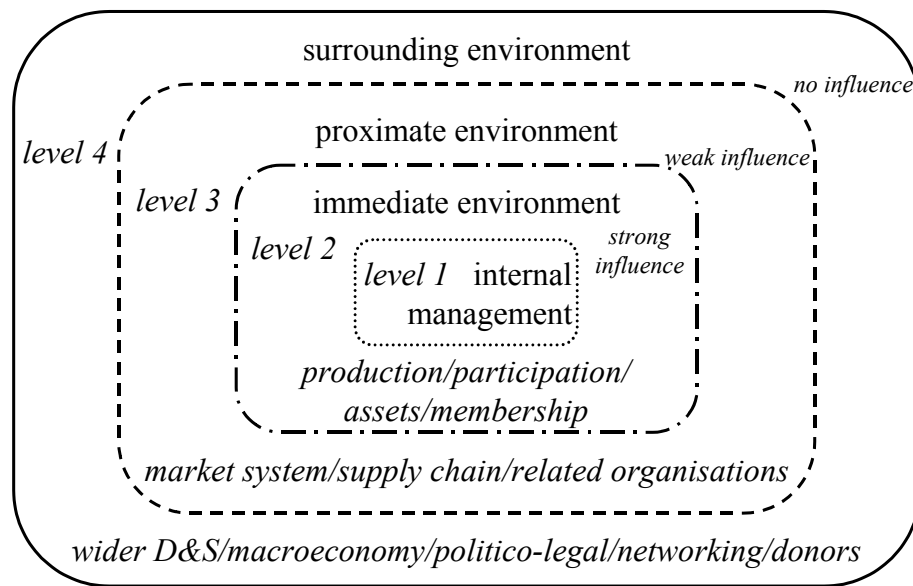 surrounding environment
no influence
proximate environment
level 4
weak influence
level 3
immediate environment
level 2
strong
influence
level 1 internal
management
production/participation/
assets/membership
market system/supply chain/related organisations
wider D&S/macroeconomy/politico-legal/networking/donors